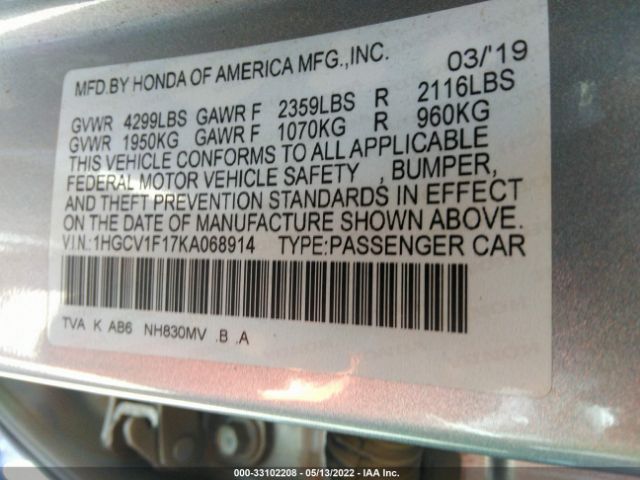 MFD.BY HONDA OF AMERICA MFG.,INC. 03/'19
GVWR 4299LBS GAWR F 2359LBS R 2116LBS
GVWR 1950KG GAWR F 1070KG R 960KG
THIS VEHICLE CONFORMS TO ALL APPLICABLE
FEDERAL MOTOR VEHICLE SAFETY , BUMPER,
AND THEFT PREVENTION STANDARDS IN EFFECT
ON THE DATE OF MANUFACTURE SHOWN ABOVE.
VIN:1HGCV1F17KA068914 TYPE:PASSENGER CAR
TVA K AB6 NH830MV .B .A
000-33102208 - 05/13/2022 - IAA Inc.